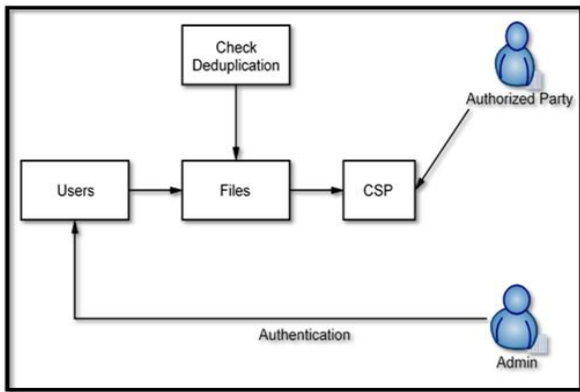 Check
Deduplication
Authorized Party
Users
Files
CSP
Authentication
Admin